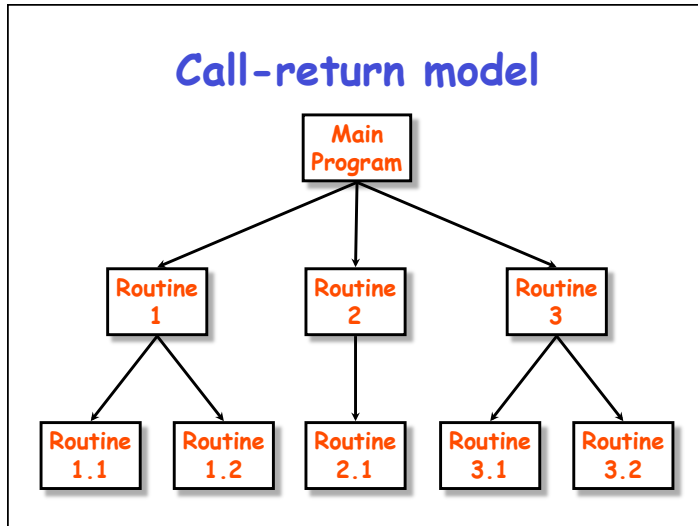 Call-return model
Main
Program
Routine
1
Routine
2
Routine
3
Routine
1.1
Routine
1.2
Routine
2.1
Routine
3.1
Routine
3.2